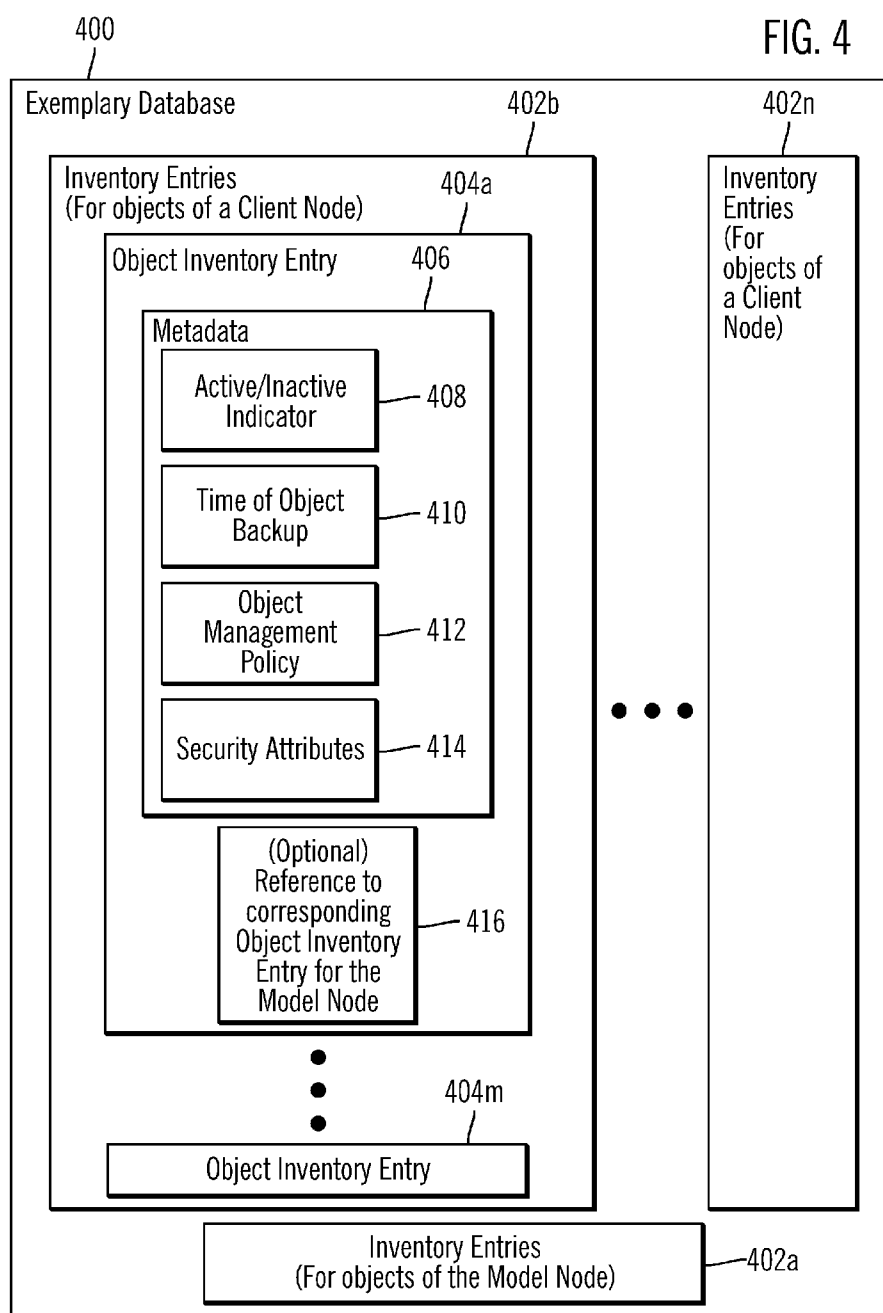 400
FIG. 4
Exemplary Database
402b
402n
Inventory Entries
(For objects of a Client Node)
404a
Object Inventory Entry
406
Metadata
Active/Inactive
Indicator
408
Time of Object
Backup
410
Object
Management
Policy
412
Security Attributes
414
(Optional)
Reference to
corresponding
Object Inventory
Entry for the
Model Node
416
404m
Object Inventory Entry
Inventory
Entries
(For
objects of
a Client
Node)
Inventory Entries
(For objects of the Model Node)
402a